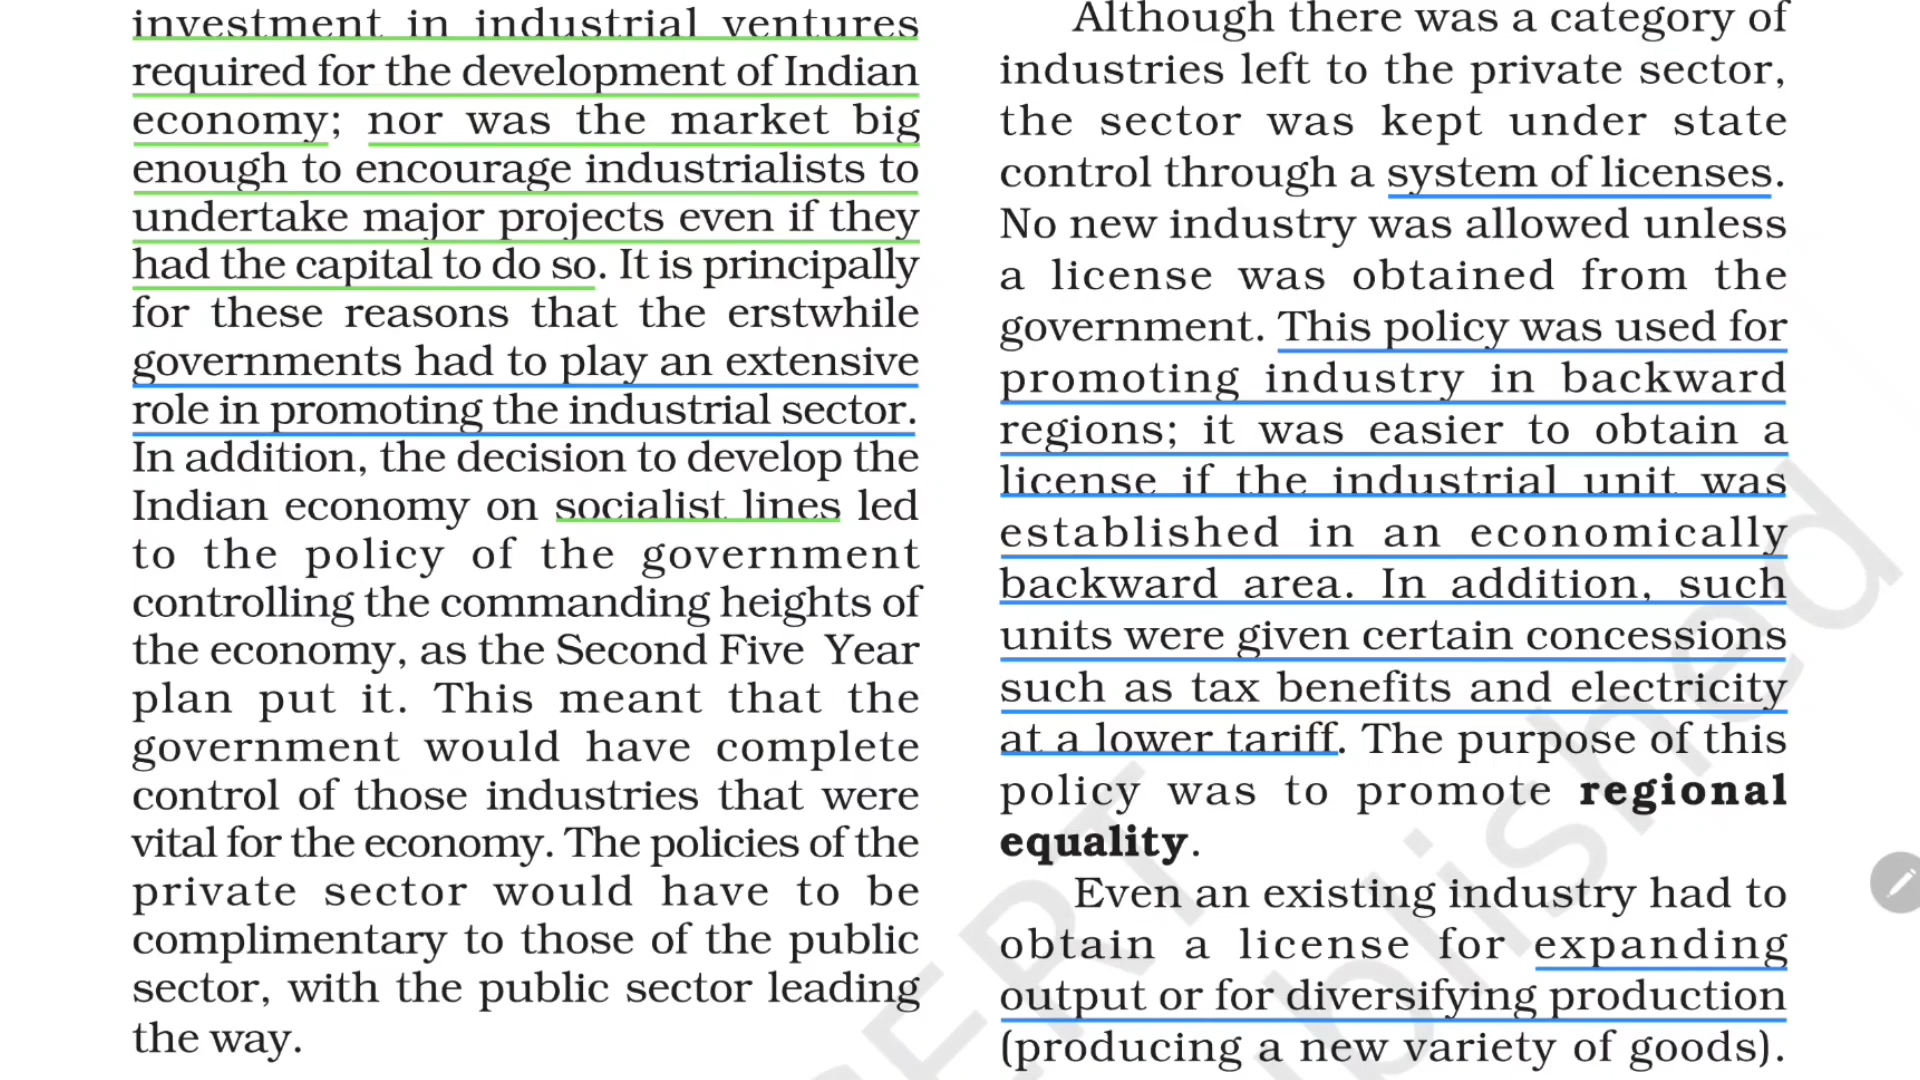 investment in industrial ventures
required for the development of Indian
economy; nor was the market big
enough to encourage industrialists to
undertake major projects even if they
had the capital to do so. It is principally
for these reasons that the erstwhile
governments had to play an extensive
role in promoting the industrial sector.
In addition, the decision to develop the
Indian economy on socialist lines led
to the policy of the government
controlling the commanding heights of
the economy, as the Second Five Year
plan put it. This meant that the
government would have complete
control of those industries that were
vital for the economy. The policies of the
private sector would have to be
complimentary to those of the public
sector, with the public sector leading
the way.
Although there was a category of
industries left to the private sector,
the sector was kept under state
control through a system of licenses.
No new industry was allowed unless
a license was obtained from the
government. This policy was used for
promoting industry in backward
regions; it was easier to obtain a
license if the industrial unit was
established in an economically
backward area. In addition, such
units were given certain concessions
such as tax benefits and electricity
at a lower tariff. The purpose of this
policy was to promote regional
equality.
Even an existing industry had to
obtain a license for expanding
output or for diversifying production
(producing a new variety of goods).